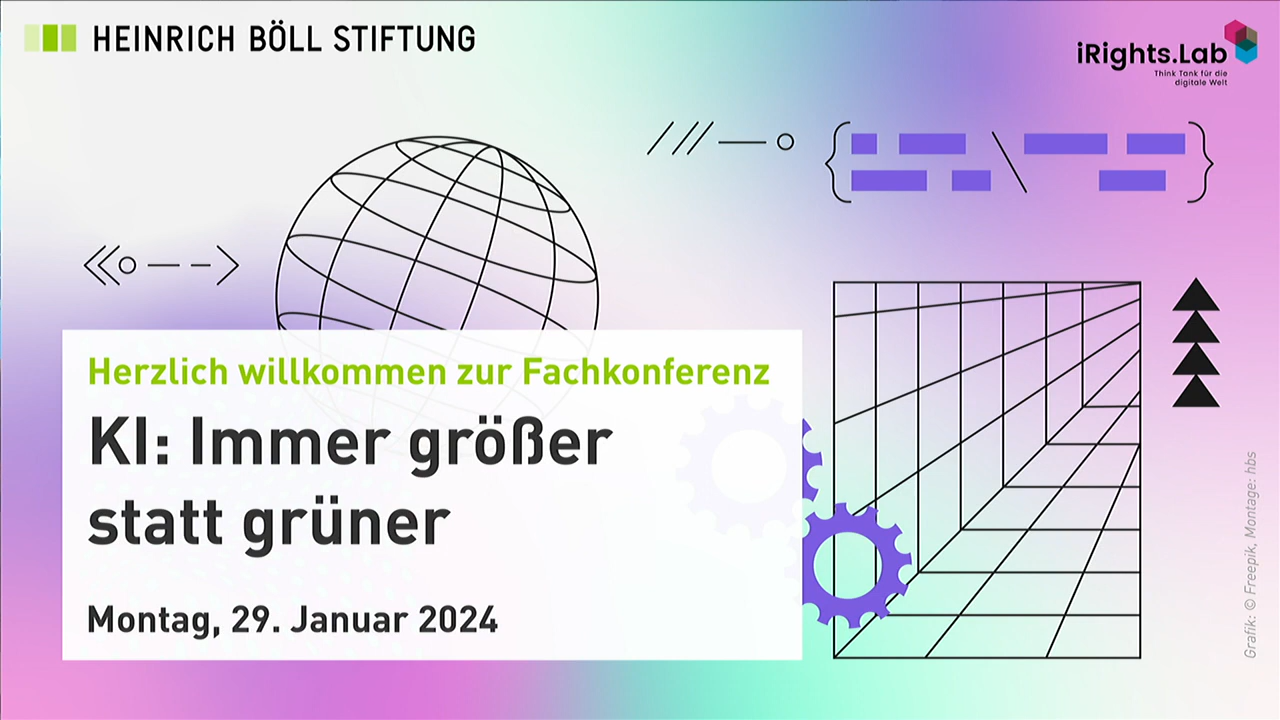 HEINRICH BÖLL STIFTUNG
iRights.Lab
Think Tank für die
digitale Welt
Herzlich willkommen zur Fachkonferenz
KI: Immer größer
statt grüner
Montag, 29. Januar 2024
Grafik: © Freepik, Montage: hbs